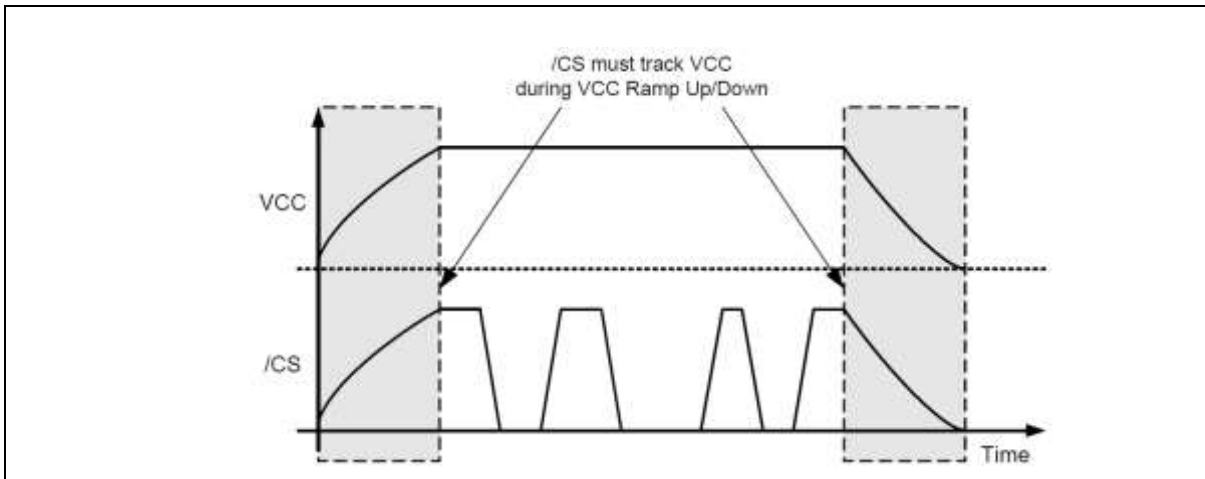 /CS must track VCC
during VCC Ramp Up/Down
VCC
/CS
Time